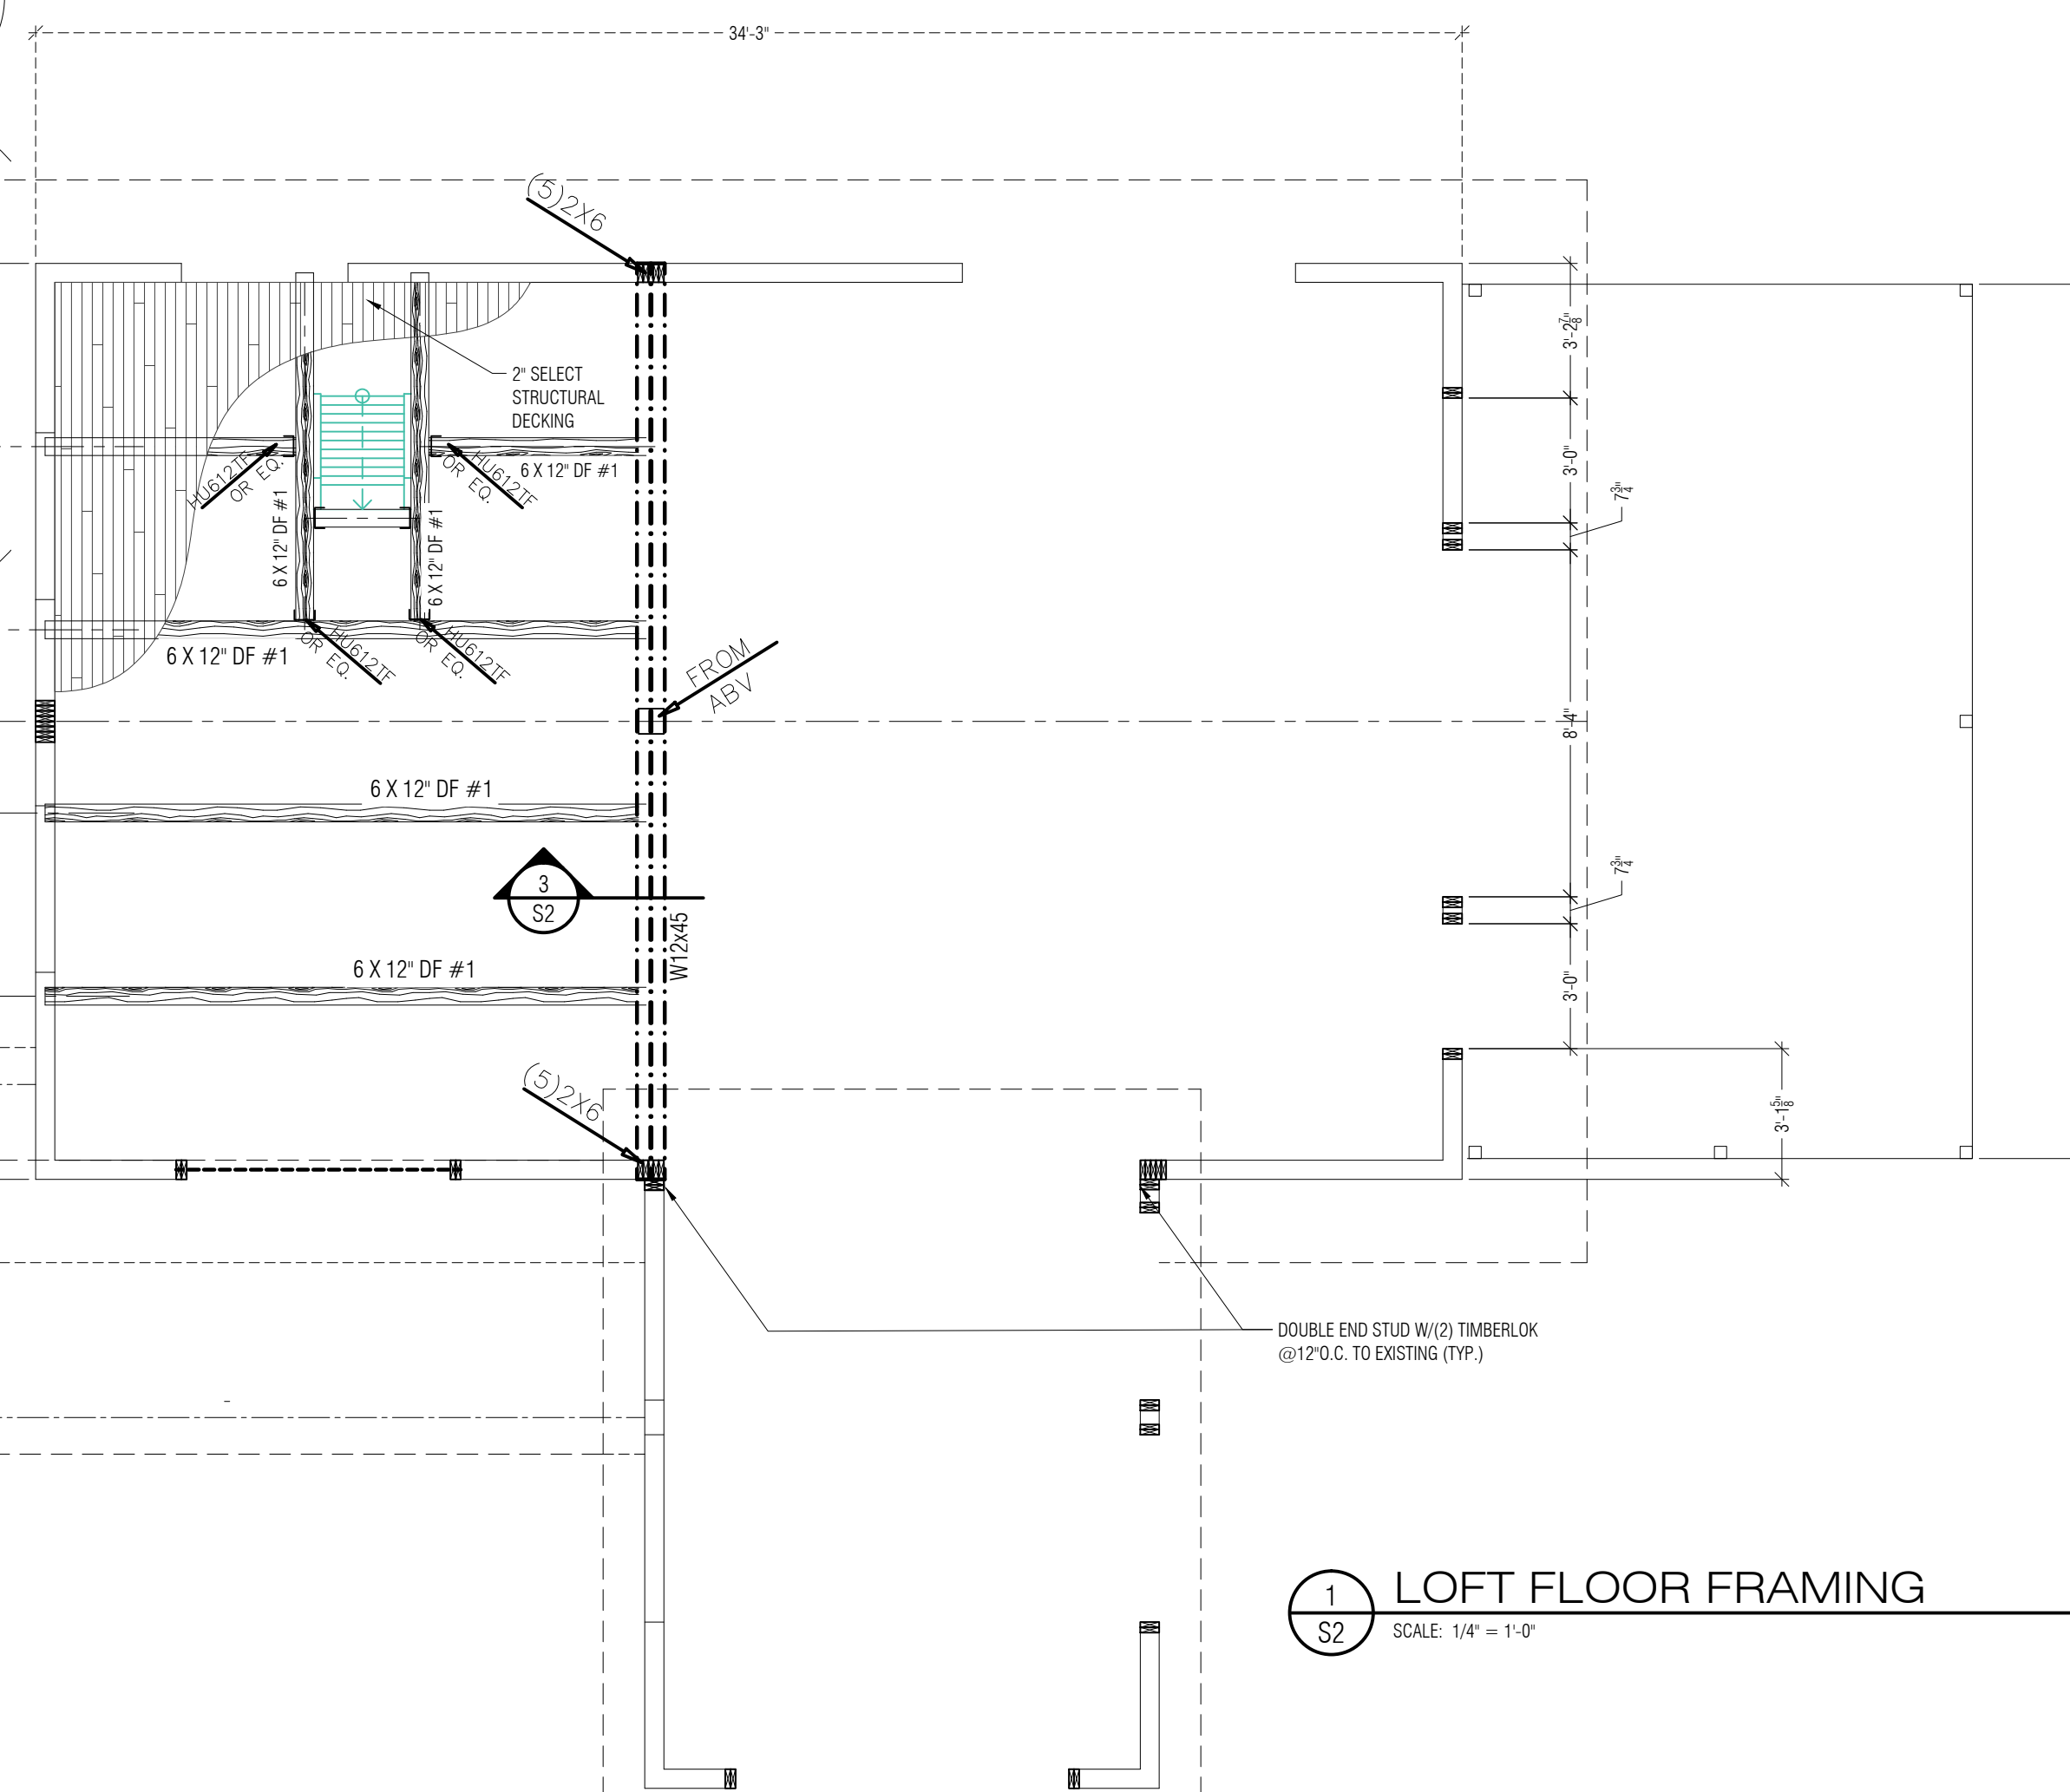 34'-3"
(5)2X6
2" SELECT
STRUCTURAL
DECKING
HU612TF
OR EQ.
HU612TF
OR EQ.
6 X 12" DF #1
6 X 12" DF #1
6 X 12" DF #1
HU612TF
OR EQ.
HU612TF
OR EQ.
6 X 12" DF #1
FROM
ABV
6 X 12" DF #1
3
S2
W12x45
6 X 12" DF #1
(5)2X6
3'-2 7/8"
3'-0"
7 3/4"
8'-4"
7 3/4"
3'-0"
3'-1 5/8"
DOUBLE END STUD W/(2) TIMBERLOK
@12"O.C. TO EXISTING (TYP.)
1
S2
LOFT FLOOR FRAMING
SCALE: 1/4" = 1'-0"